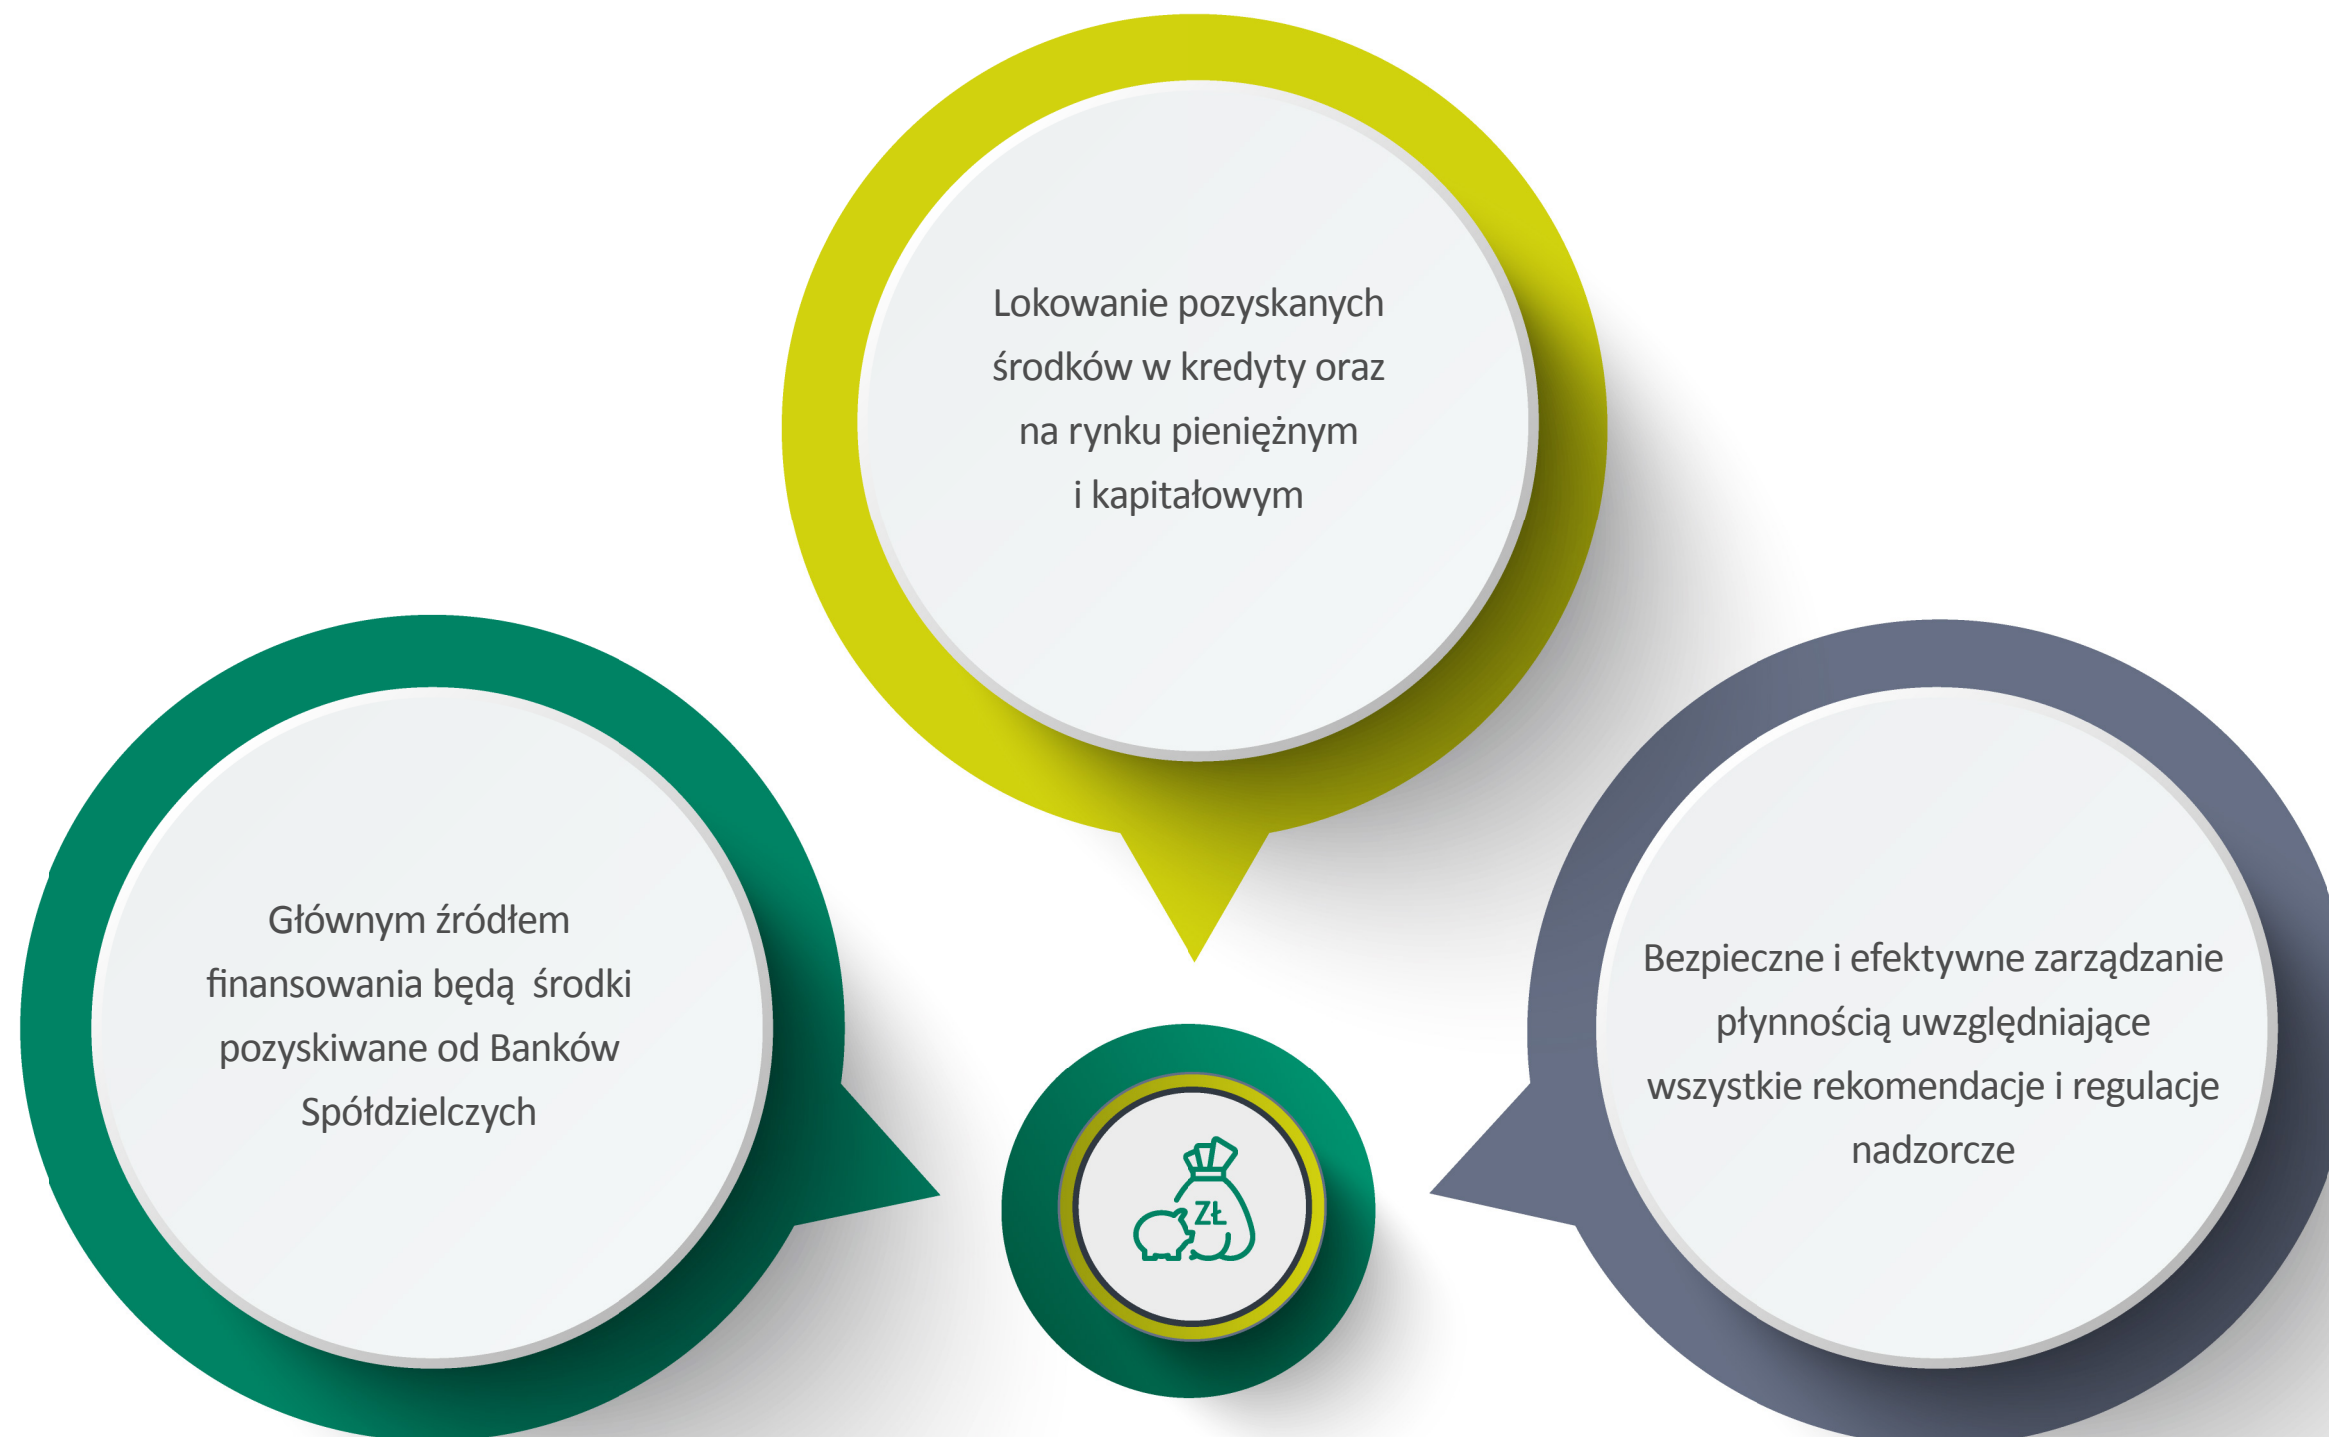 Lokowanie pozyskanych
środków w kredyty oraz
na rynku pieniężnym
i kapitałowym
Głównym źródłem
finansowania będą  środki
pozyskiwane od Banków
Spółdzielczych
Bezpieczne i efektywne zarządzanie
płynnością uwzględniające
wszystkie rekomendacje i regulacje
nadzorcze
ZŁ